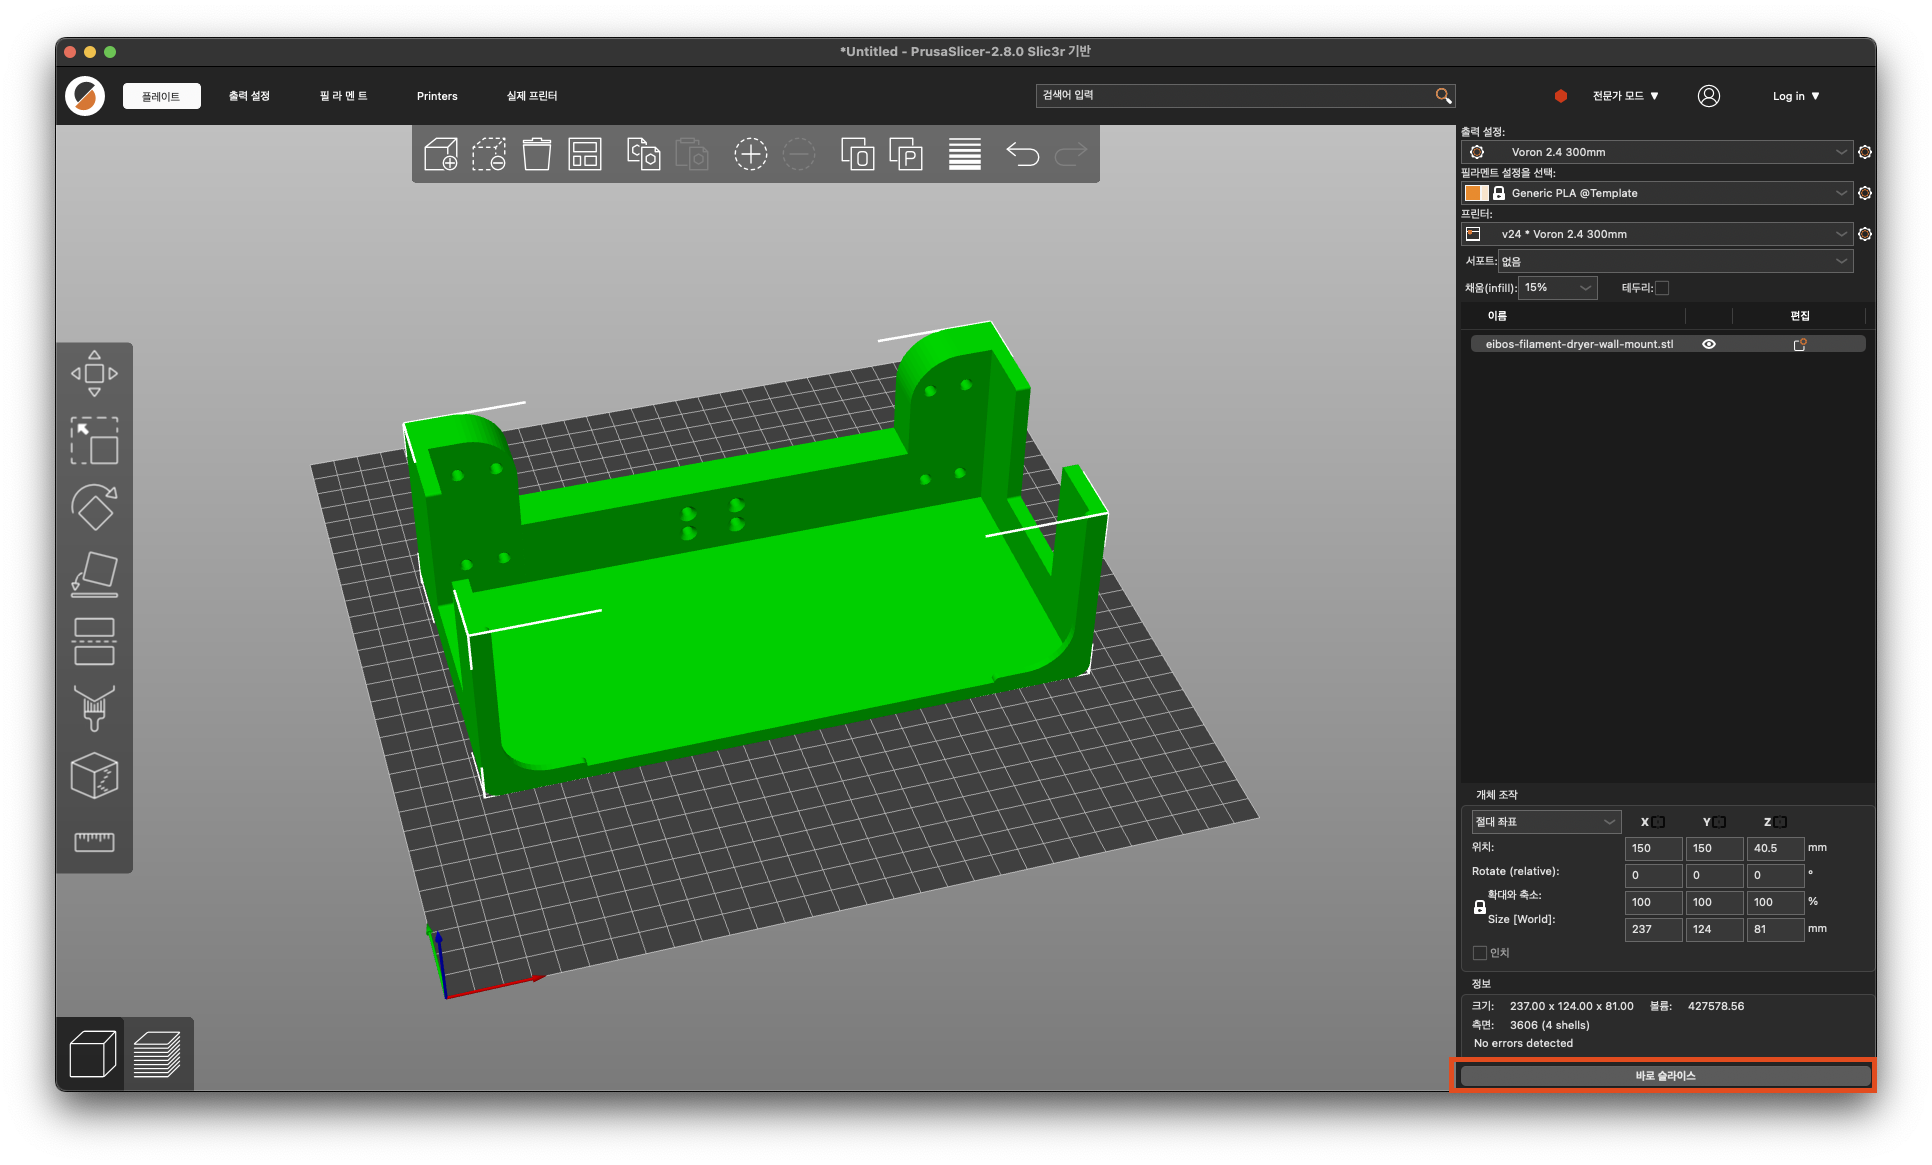 *Untitled - PrusaSlicer-2.8.0 Slic3r 기반
플레이트 출력 설정 필 라 멘 트 Printers 실제 프린터 검색어 입력 전문가 모드 ▼ Log in ▼
출력 설정:
Voron 2.4 300mm
필라멘트 설정을 선택:
Generic PLA @Template
프린터:
v24 * Voron 2.4 300mm
서포트: 없음
채움(infill): 15% 테두리:
이름 편집
eibos-filament-dryer-wall-mount.stl
개체 조작
절대 좌표 X Y Z
위치: 150 150 40.5 mm
Rotate (relative): 0 0 0 °
확대와 축소: 100 100 100 %
Size [World]: 237 124 81 mm
인치
정보
크기: 237.00 x 124.00 x 81.00 볼륨: 427578.56
측면: 3606 (4 shells)
No errors detected
바로 슬라이스